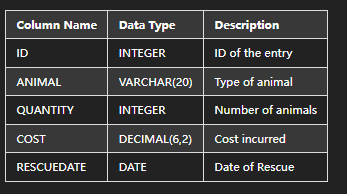 Column Name Data Type Description
ID INTEGER ID of the entry
ANIMAL VARCHAR(20) Type of animal
QUANTITY INTEGER Number of animals
COST DECIMAL(6,2) Cost incurred
RESCUEDATE DATE Date of Rescue